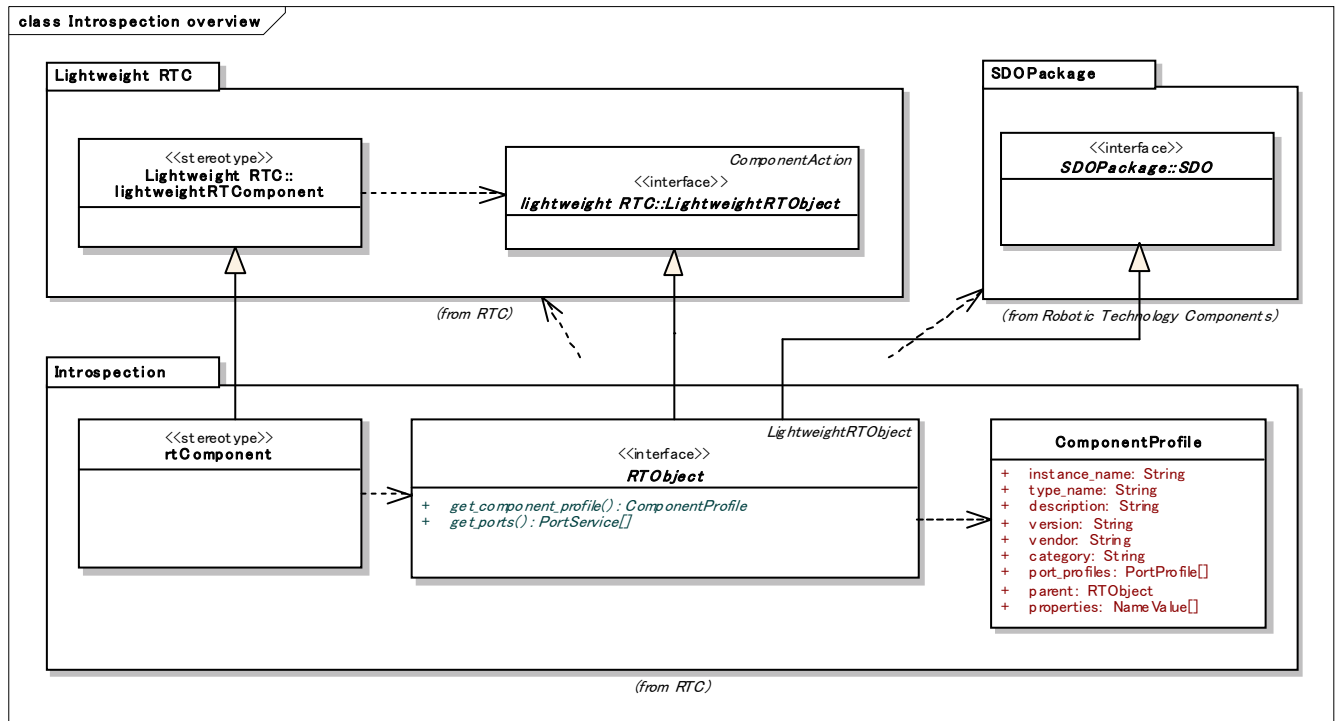 class Introspection overview
Lightweight RTC
<<stereotype>>
Lightweight RTC::
lightweightRTComponent
ComponentAction
<<interface>>
lightweight RTC::LightweightRTObject
(from RTC)
SDOPackage
<<interface>>
SDOPackage::SDO
(from Robotic Technology Components)
Introspection
<<stereotype>>
rtComponent
LightweightRTObject
<<interface>>
RTObject
+ get_component_profile() : ComponentProfile
+ get_ports() : PortService[]
ComponentProfile
+ instance_name: String
+ type_name: String
+ description: String
+ version: String
+ vendor: String
+ category: String
+ port_profiles: PortProfile[]
+ parent: RTObject
+ properties: NameValue[]
(from RTC)